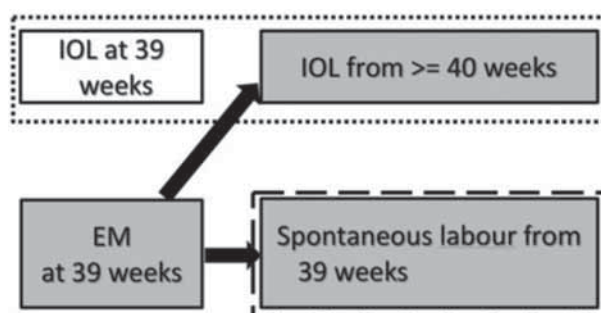 IOL at 39
weeks
IOL from >= 40 weeks
EM
at 39 weeks
Spontaneous labour from
39 weeks